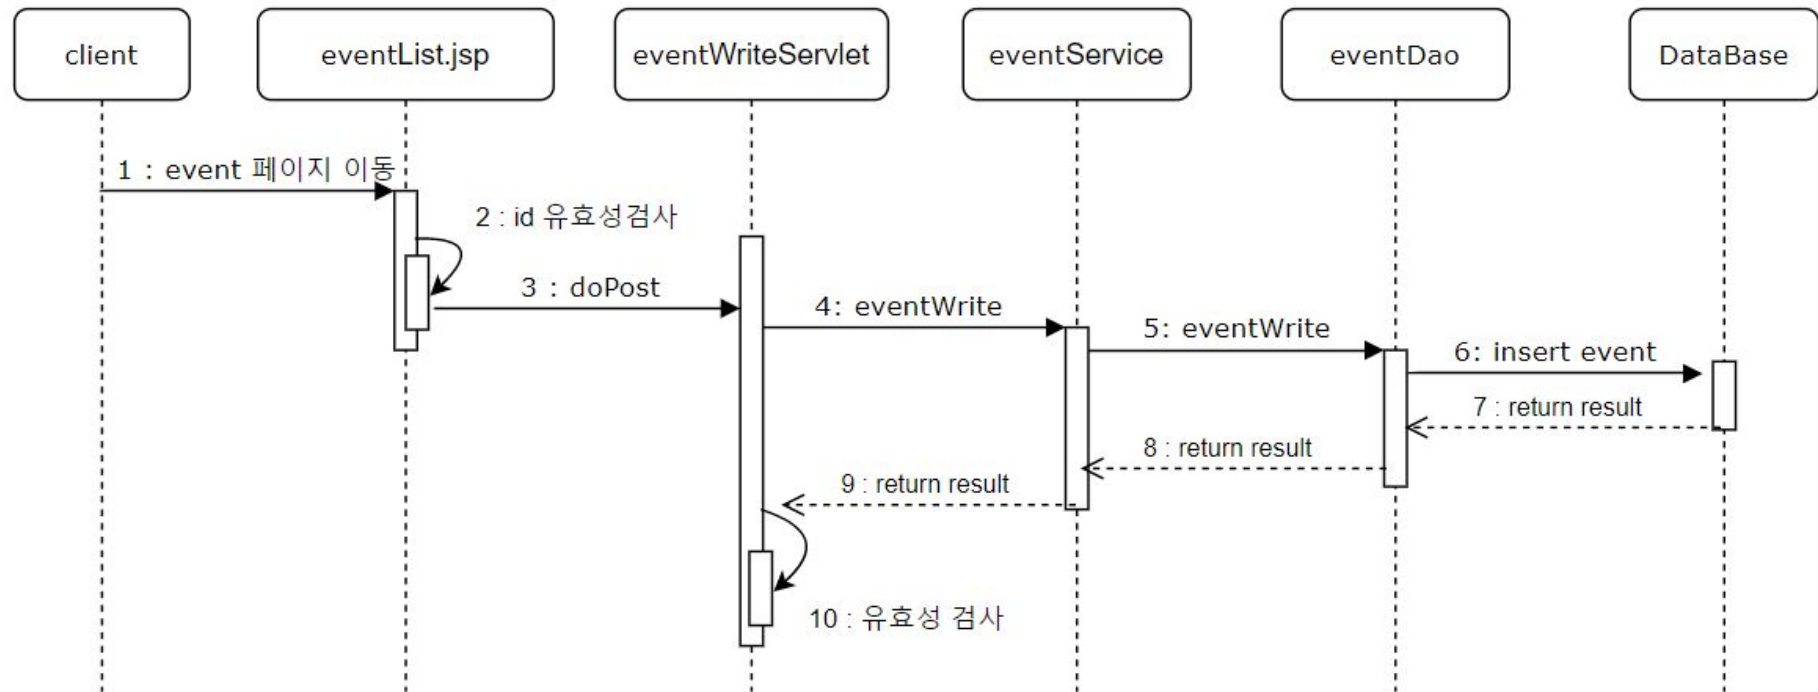 client
eventList.jsp
eventWriteServlet
eventService
eventDao
DataBase
1 : event 페이지 이동
2 : id 유효성검사
3 : doPost
4: eventWrite
5: eventWrite
6: insert event
7 : return result
8 : return result
9 : return result
10 : 유효성 검사